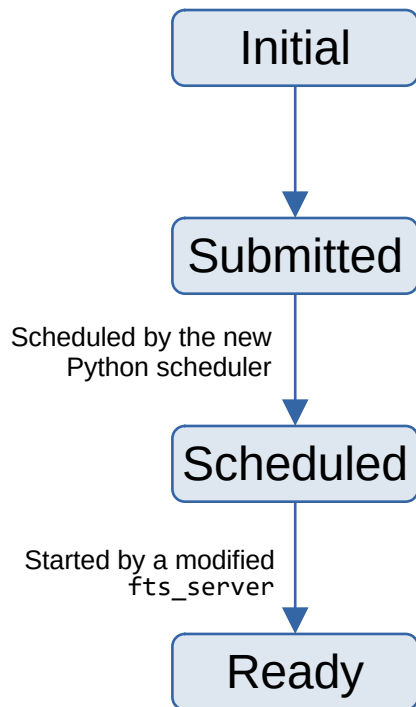 Initial
Submitted
Scheduled by the new
Python scheduler
Scheduled
Started by a modified
fts_server
Ready